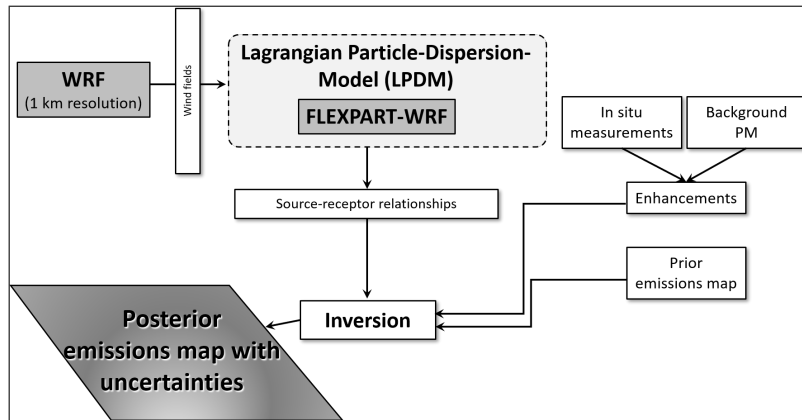 WRF
(1 km resolution)
Wind fields
Lagrangian Particle-Dispersion-
Model (LPDM)
FLEXPART-WRF
In situ
measurements
Background
PM
Source-receptor relationships
Enhancements
Prior
emissions map
Inversion
Posterior
emissions map with
uncertainties